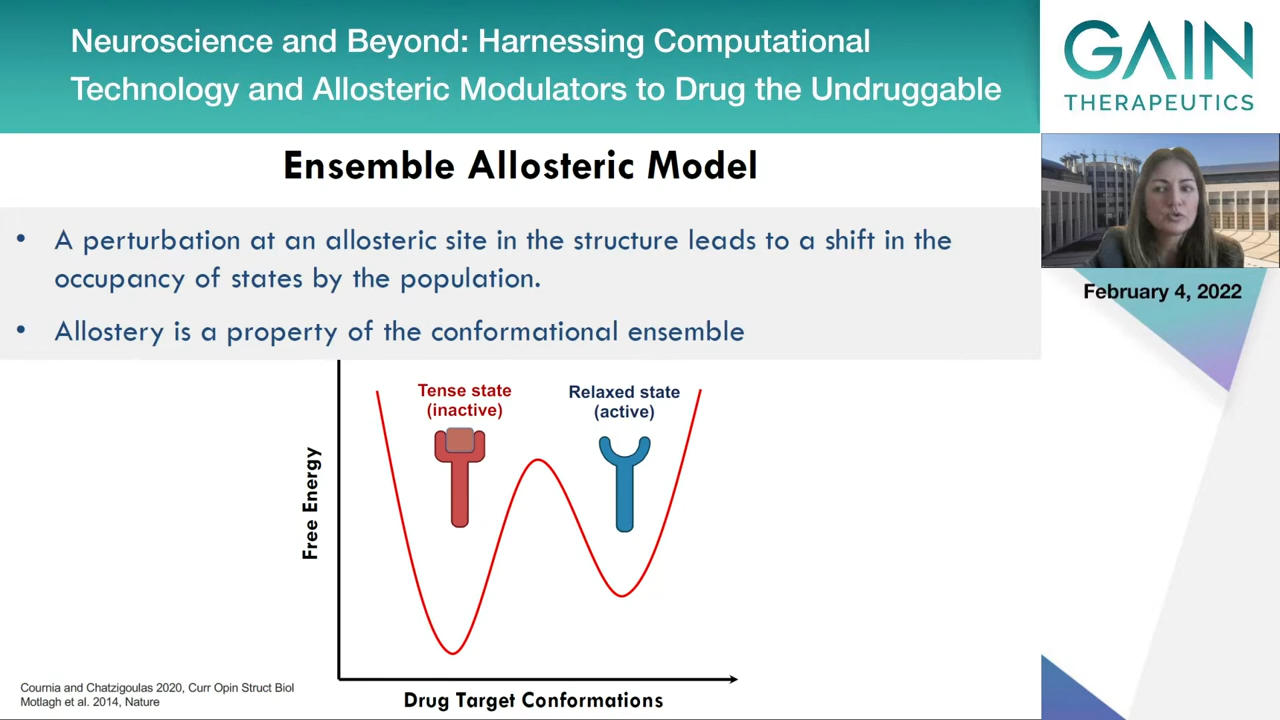 Neuroscience and Beyond: Harnessing Computational
Technology and Allosteric Modulators to Drug the Undruggable
GAIN
THERAPEUTICS
Ensemble Allosteric Model
• A perturbation at an allosteric site in the structure leads to a shift in the
occupancy of states by the population.
• Allostery is a property of the conformational ensemble
February 4, 2022
Tense state
(inactive)
Relaxed state
(active)
Free Energy
Drug Target Conformations
Cournia and Chatzigoulas 2020, Curr Opin Struct Biol
Motlagh et al. 2014, Nature